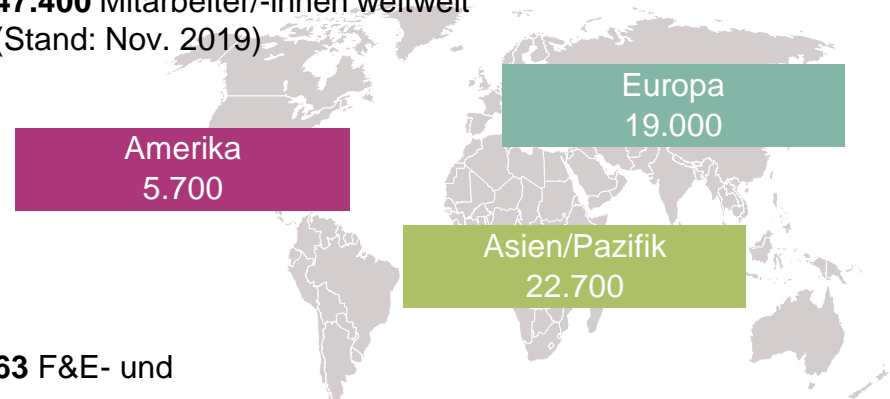 47.400 Mitarbeiter/-innen weltweit
(Stand: Nov. 2019)
Europa
19.000
Amerika
5.700
Asien/Pazifik
22.700
63 F&E- und